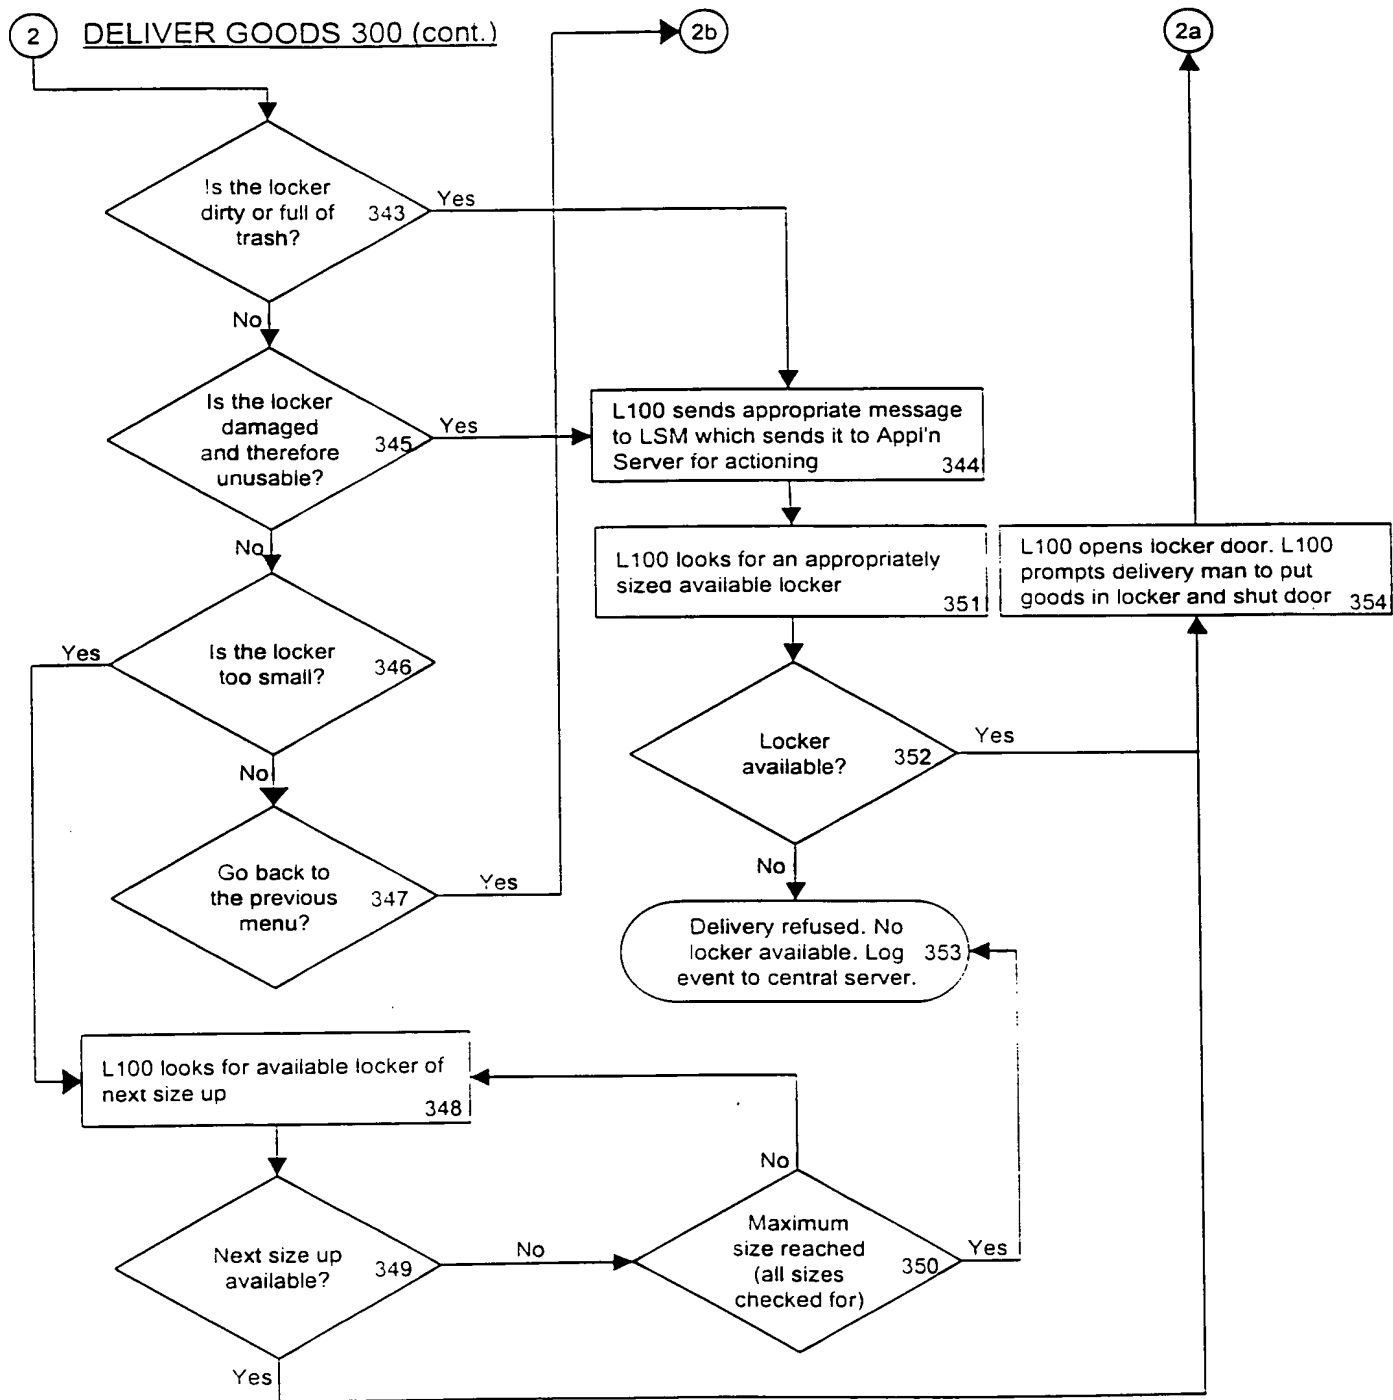 2
DELIVER GOODS 300 (cont.)
2b
2a
Is the locker
dirty or full of
trash?
343
Yes
No
Is the locker
damaged
and therefore
unusable?
345
Yes
No
L100 sends appropriate message
to LSM which sends it to Appl'n
Server for actioning
344
L100 looks for an appropriately
sized available locker
351
L100 opens locker door. L100
prompts delivery man to put
goods in locker and shut door
354
Yes
Is the locker
too small?
346
No
Locker
available?
352
Yes
No
Go back to
the previous
menu?
347
Yes
Delivery refused. No
locker available. Log
event to central server.
353
L100 looks for available locker of
next size up
348
No
Next size up
available?
349
No
Maximum
size reached
(all sizes
checked for)
350
Yes
Yes